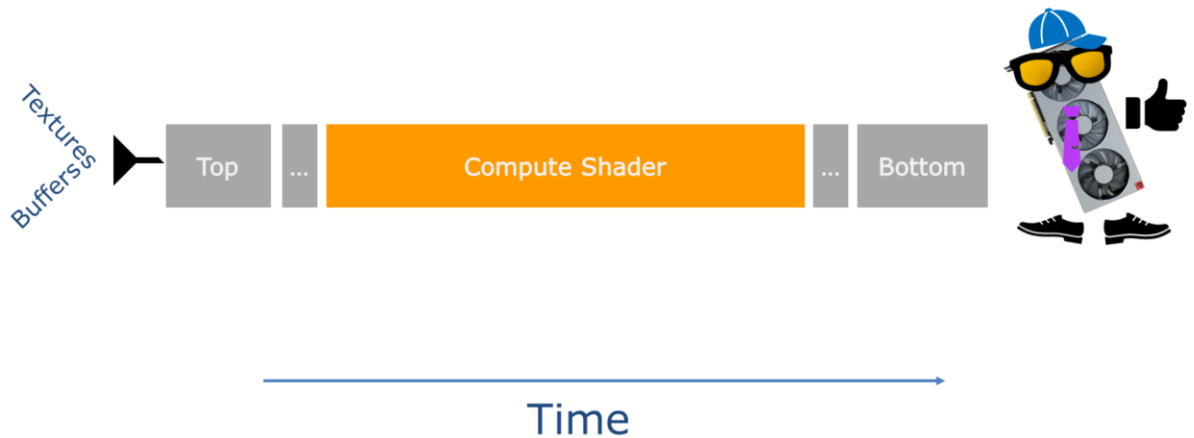 Textures
Buffers
Top
...
Compute Shader
...
Bottom
Time